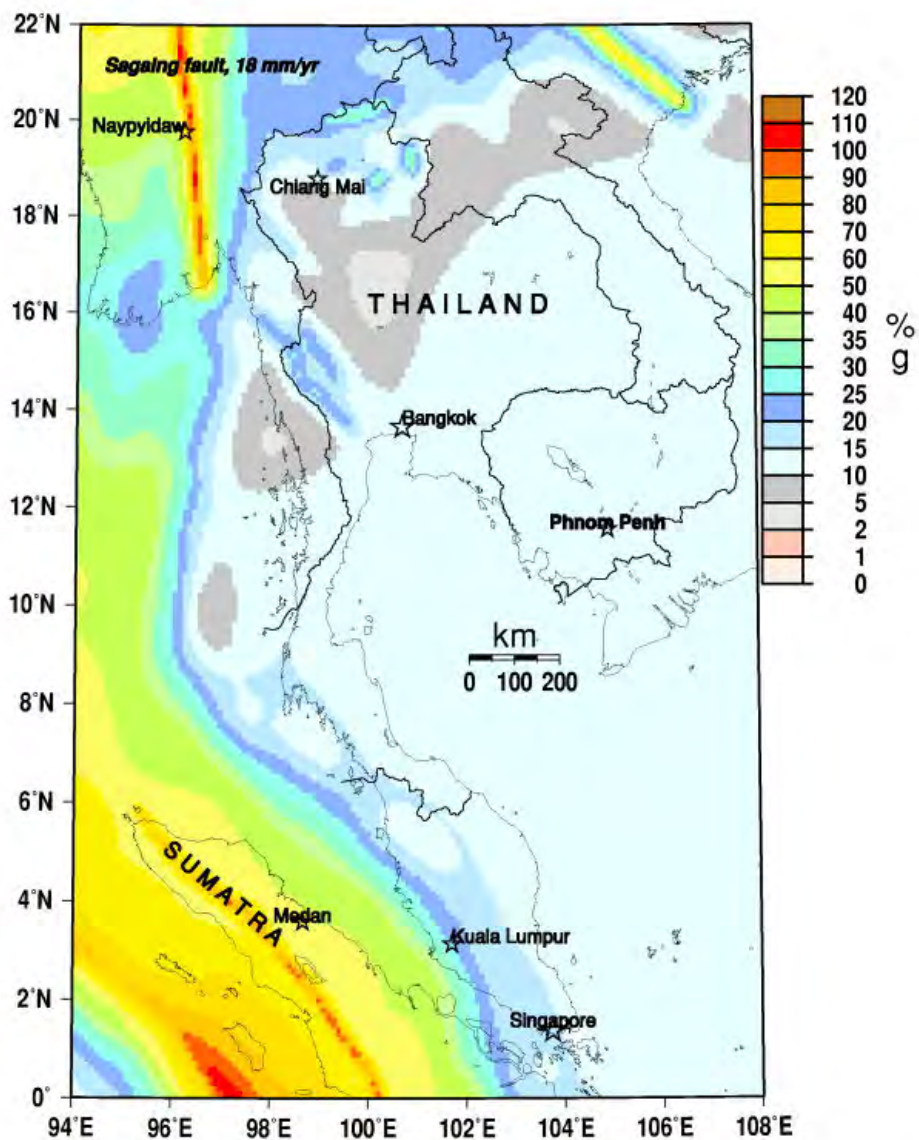 22°N
20°N
18°N
16°N
14°N
12°N
10°N
8°N
6°N
4°N
2°N
0°
94°E
96°E
98°E
100°E
102°E
104°E
106°E
108°E
Sagaing fault, 18 mm/yr
Naypyidaw
Chiang Mai
THAILAND
Bangkok
Phnom Penh
km
0 100 200
SUMATRA
Medan
Kuala Lumpur
Singapore
120
110
100
90
80
70
60
50
40
35
30
25
20
15
10
5
2
1
0
%
g